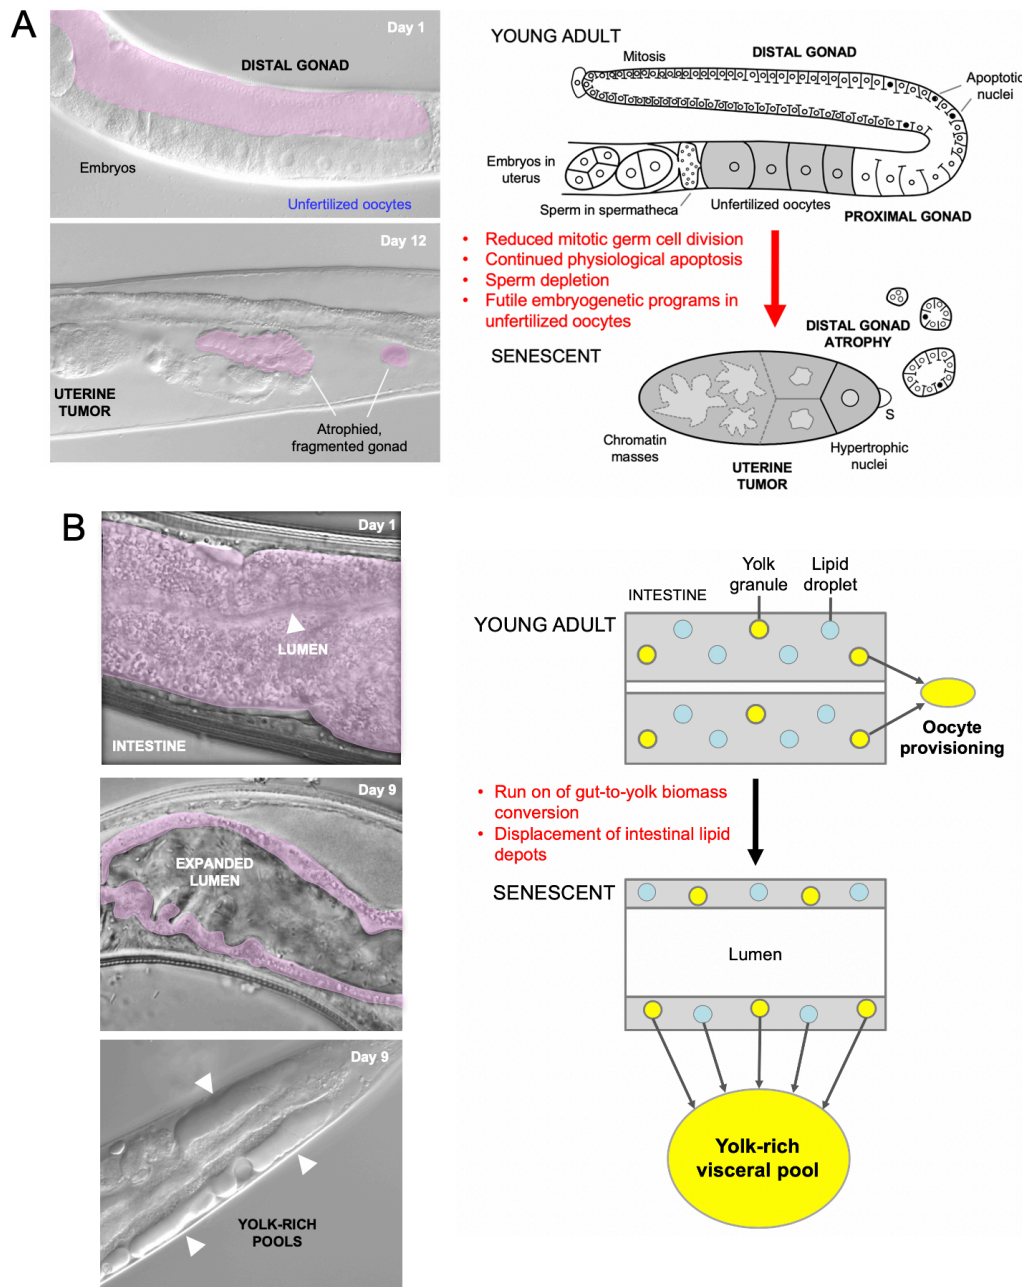 A
Day 1
DISTAL GONAD
Embryos
Unfertilized oocytes
Day 12
UTERINE
TUMOR
Atrophied,
fragmented gonad
YOUNG ADULT
DISTAL GONAD
Mitosis
Apoptotic
nuclei
Embryos in
uterus
Sperm in spermatheca
Unfertilized oocytes
PROXIMAL GONAD
• Reduced mitotic germ cell division
• Continued physiological apoptosis
• Sperm depletion
• Futile embryogenetic programs in
unfertilized oocytes
DISTAL GONAD
ATROPHY
SENESCENT
S
Chromatin
masses
Hypertrophic
nuclei
UTERINE
TUMOR
B
Day 1
LUMEN
INTESTINE
Day 9
EXPANDED
LUMEN
Day 9
YOLK-RICH
POOLS
Yolk
granule
Lipid
droplet
INTESTINE
YOUNG ADULT
Oocyte
provisioning
• Run on of gut-to-yolk biomass
conversion
• Displacement of intestinal lipid
depots
SENESCENT
Lumen
Yolk-rich
visceral pool